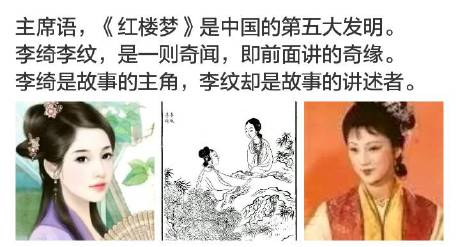 主席语，《红楼梦》是中国的第五大发明。
李绮李纹，是一则奇闻，即前面讲的奇缘。
李绮是故事的主角，李纹却是故事的讲述者。